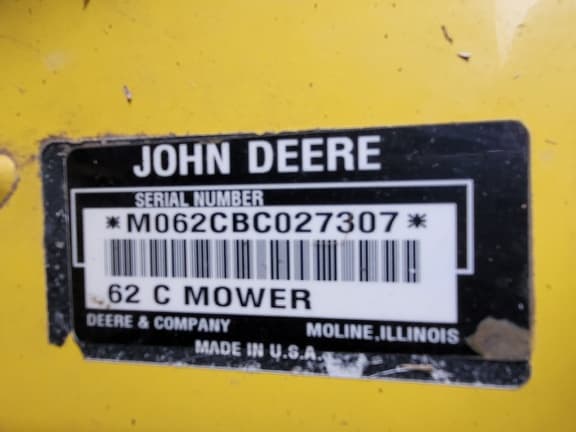 JOHN DEERE
SERIAL NUMBER
*M062CBC027307*
62 C MOWER
DEERE & COMPANY MOLINE,ILLINOIS
MADE IN U.S.A.